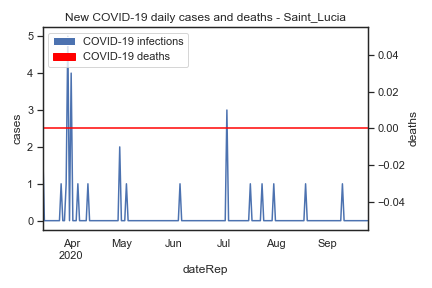 New COVID-19 daily cases and deaths - Saint_Lucia
COVID-19 infections
COVID-19 deaths
5
4
3
2
1
0
cases
0.04
0.02
0.00
−0.02
−0.04
deaths
Apr May Jun Jul Aug Sep
2020
dateRep